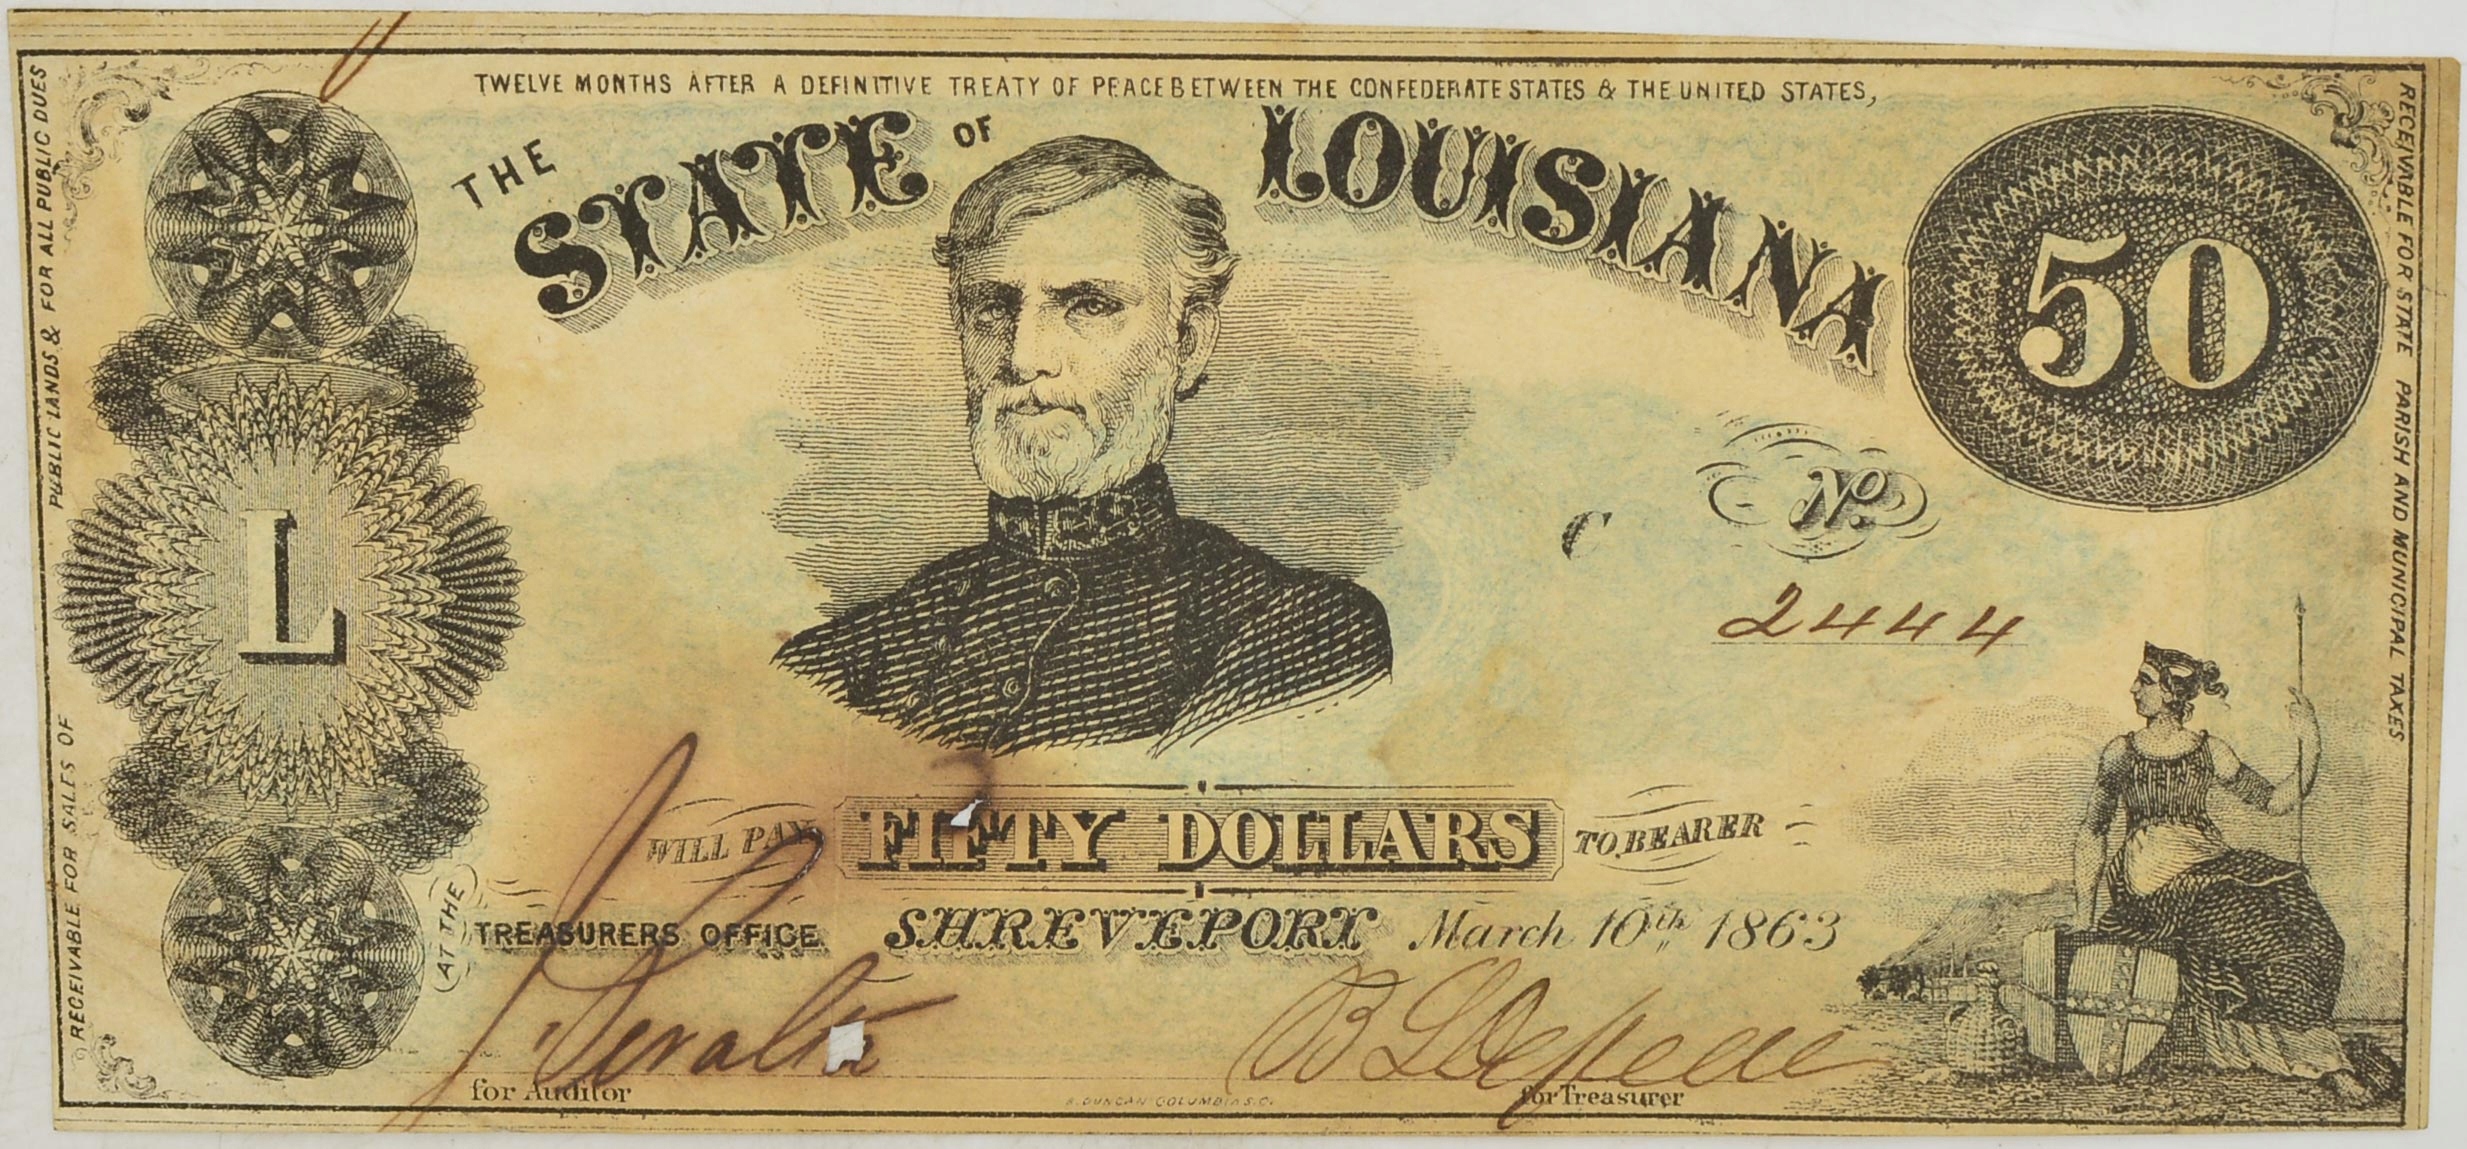 TWELVE MONTHS AFTER A DEFINITIVE TREATY OF PEACE BETWEEN THE CONFEDERATE STATES & THE UNITED STATES,
THE STATE OF LOUISIANA
50
L
C
No.
2444
WILL PAY FIFTY DOLLARS TO BEARER
AT THE TREASURERS OFFICE. SHREVEPORT March 10th 1863
for Auditor
for Treasurer
B. DUNCAN COLUMBIA S.C.
RECEIVABLE FOR SALES OF PUBLIC LANDS & FOR ALL PUBLIC DUES
RECEIVABLE FOR STATE PARISH AND MUNICIPAL TAXES